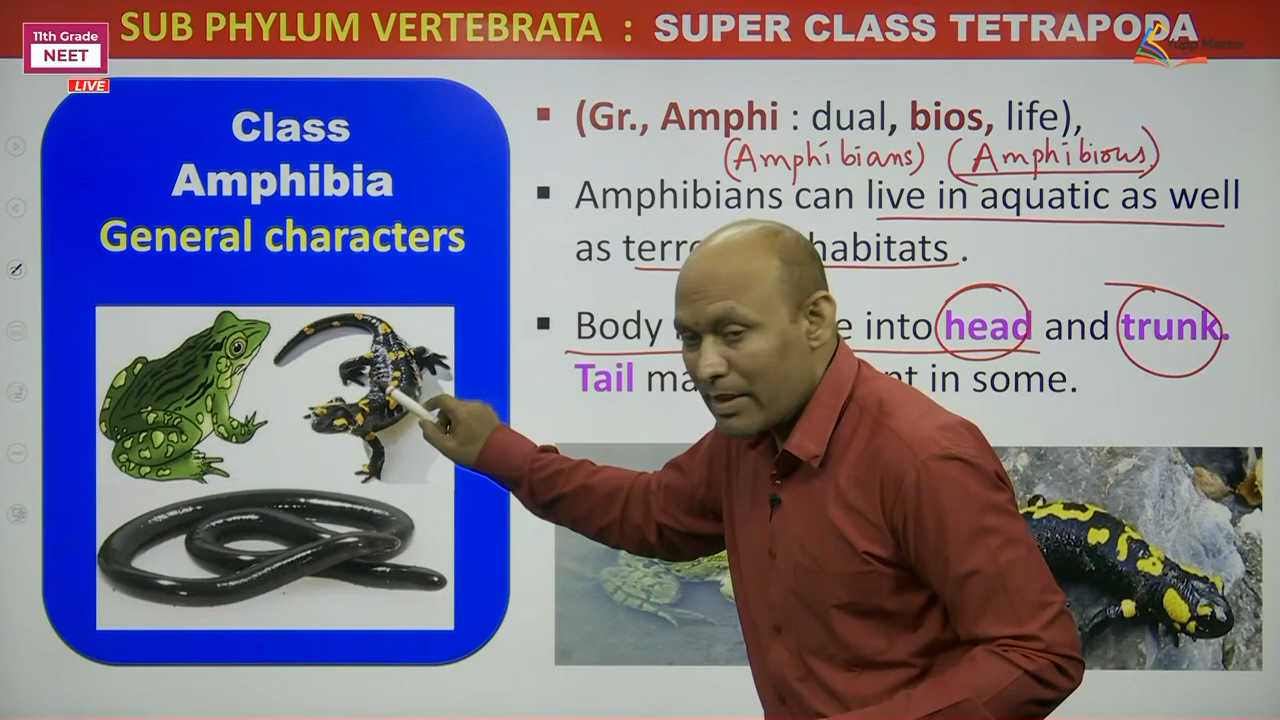 SUB PHYLUM VERTEBRATA : SUPER CLASS TETRAPODA
11th Grade
NEET
LIVE
Yupp Master
Class
Amphibia
General characters
(Gr., Amphi : dual, bios, life),
(Amphibians) (Amphibious)
Amphibians can live in aquatic as well
as habitats .
Body into head and trunk.
Tail in some.